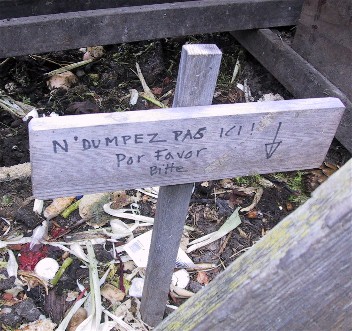 N'DUMPEZ PAS ICI!
Por Favor
Bitte